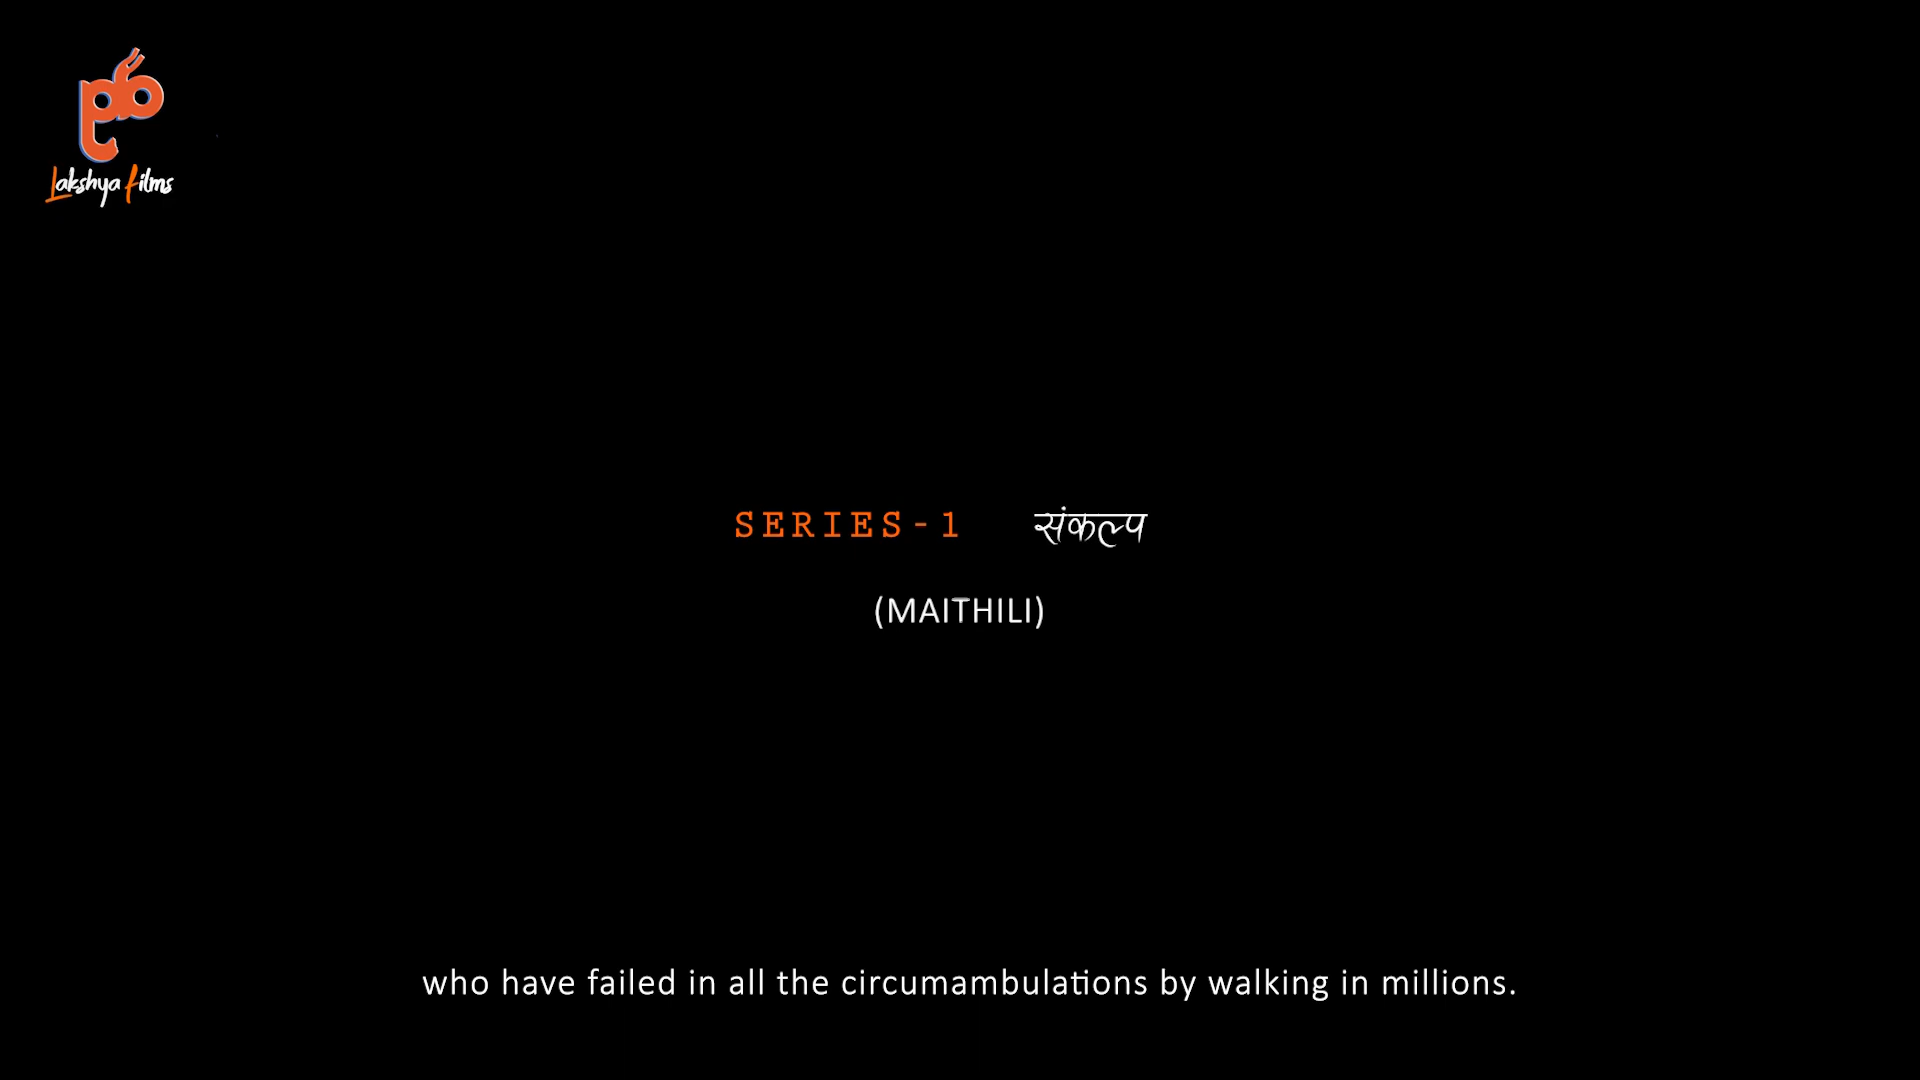 Lakshya films
SERIES-1 संकल्प
(MAITHILI)
who have failed in all the circumambulations by walking in millions.